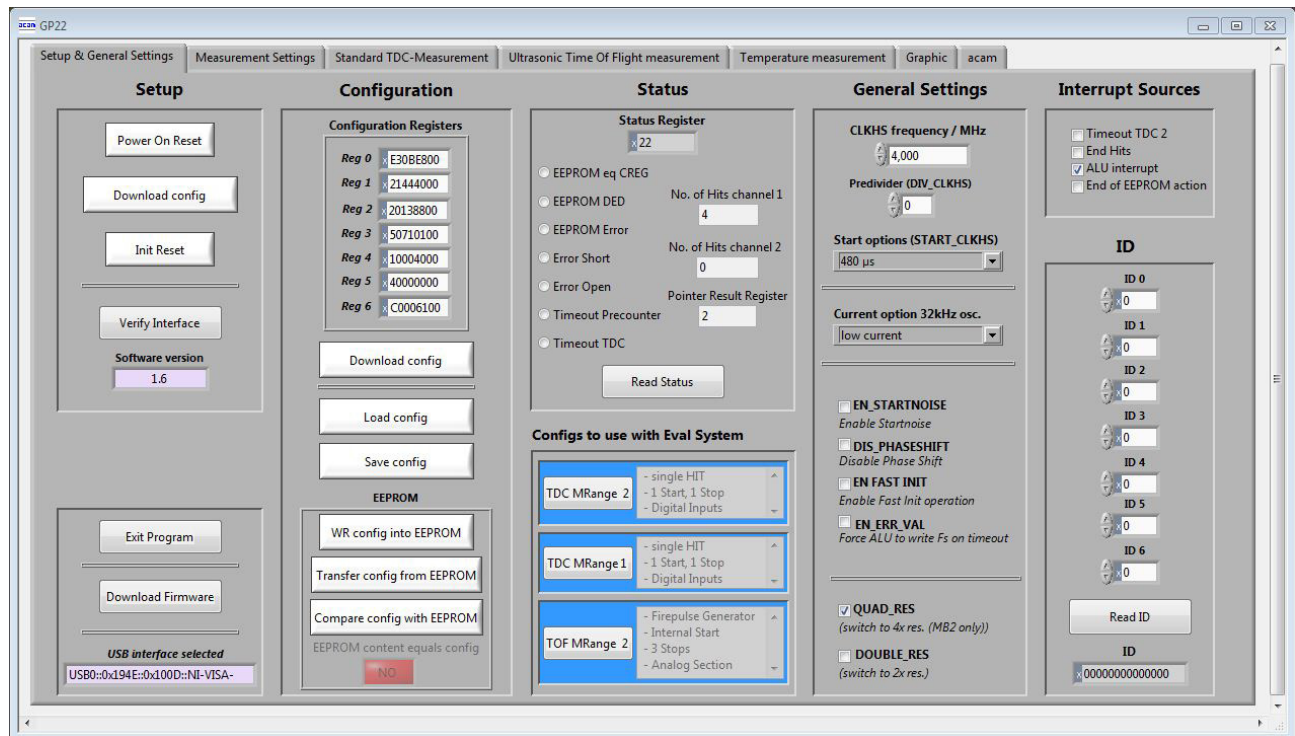 acam GP22
Setup & General Settings Measurement Settings Standard TDC-Measurement Ultrasonic Time Of Flight measurement Temperature measurement Graphic acam
Setup
Power On Reset
Download config
Init Reset
Verify Interface
Software version
1.6
Exit Program
Download Firmware
USB interface selected
USB0::0x194E::0x100D::NI-VISA-
Configuration
Configuration Registers
Reg 0 x E30BE800
Reg 1 x 21444000
Reg 2 x 20138800
Reg 3 x 50710100
Reg 4 x 10004000
Reg 5 x 40000000
Reg 6 x C0006100
Download config
Load config
Save config
EEPROM
WR config into EEPROM
Transfer config from EEPROM
Compare config with EEPROM
EEPROM content equals config
NO
Status
Status Register
x 22
EEPROM eq CREG
EEPROM DED
EEPROM Error
Error Short
Error Open
Timeout Precounter
Timeout TDC
No. of Hits channel 1
4
No. of Hits channel 2
0
Pointer Result Register
2
Read Status
Configs to use with Eval System
TDC MRange 2
- single HIT
- 1 Start, 1 Stop
- Digital Inputs
TDC MRange1
- single HIT
- 1 Start, 1 Stop
- Digital Inputs
TOF MRange 2
- Firepulse Generator
- Internal Start
- 3 Stops
- Analog Section
General Settings
CLKHS frequency / MHz
4,000
Predivider (DIV_CLKHS)
0
Start options (START_CLKHS)
480 µs
Current option 32kHz osc.
low current
EN_STARTNOISE
Enable Startnoise
DIS_PHASESHIFT
Disable Phase Shift
EN FAST INIT
Enable Fast Init operation
EN_ERR_VAL
Force ALU to write Fs on timeout
QUAD_RES
(switch to 4x res. (MB2 only))
DOUBLE_RES
(switch to 2x res.)
Interrupt Sources
Timeout TDC 2
End Hits
ALU interrupt
End of EEPROM action
ID
ID 0
x 0
ID 1
x 0
ID 2
x 0
ID 3
x 0
ID 4
x 0
ID 5
x 0
ID 6
x 0
Read ID
ID
x 00000000000000